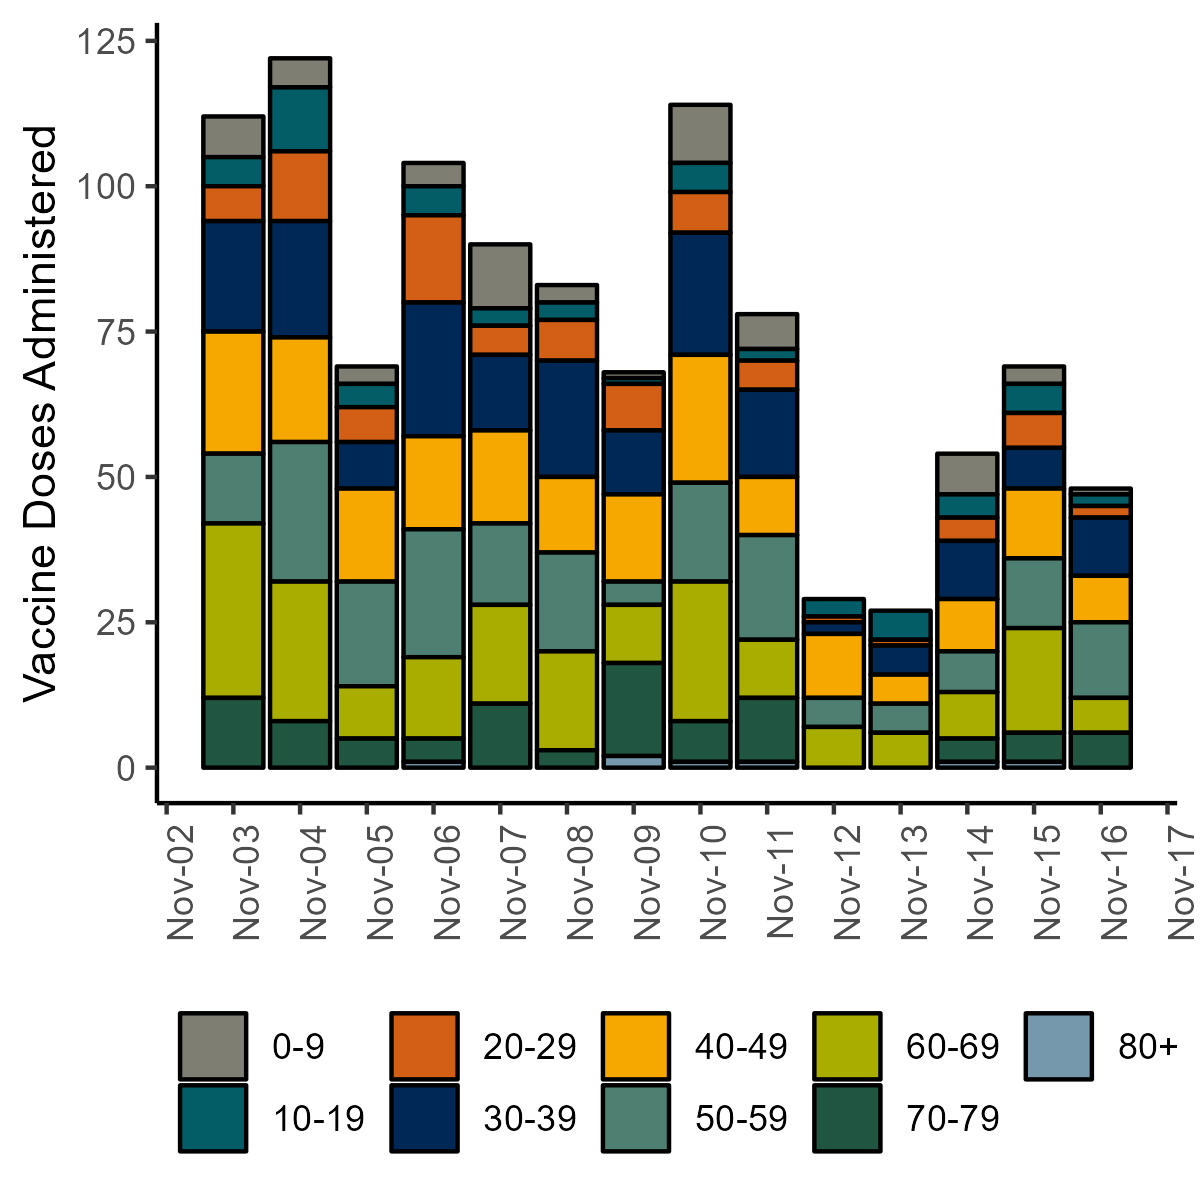 Vaccine Doses Administered
125
100
75
50
25
0
Nov-02
Nov-03
Nov-04
Nov-05
Nov-06
Nov-07
Nov-08
Nov-09
Nov-10
Nov-11
Nov-12
Nov-13
Nov-14
Nov-15
Nov-16
Nov-17
0-9 20-29 40-49 60-69 80+
10-19 30-39 50-59 70-79